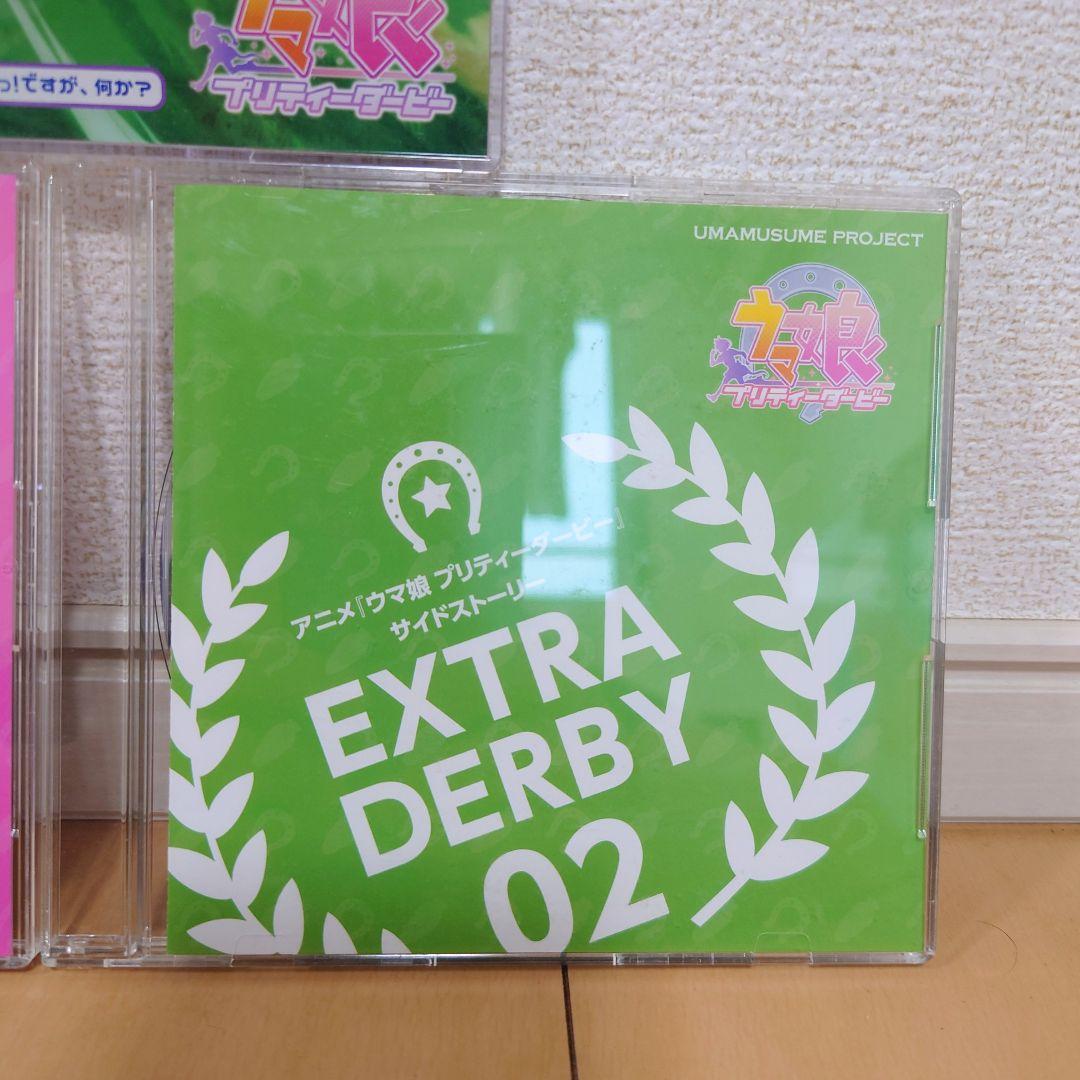 ウマ娘
プリティーダービー
っ!ですが、何か?
UMAMUSUME PROJECT
ウマ娘
プリティーダービー
アニメ『ウマ娘 プリティーダービー』
サイドストーリー
EXTRA
DERBY
02